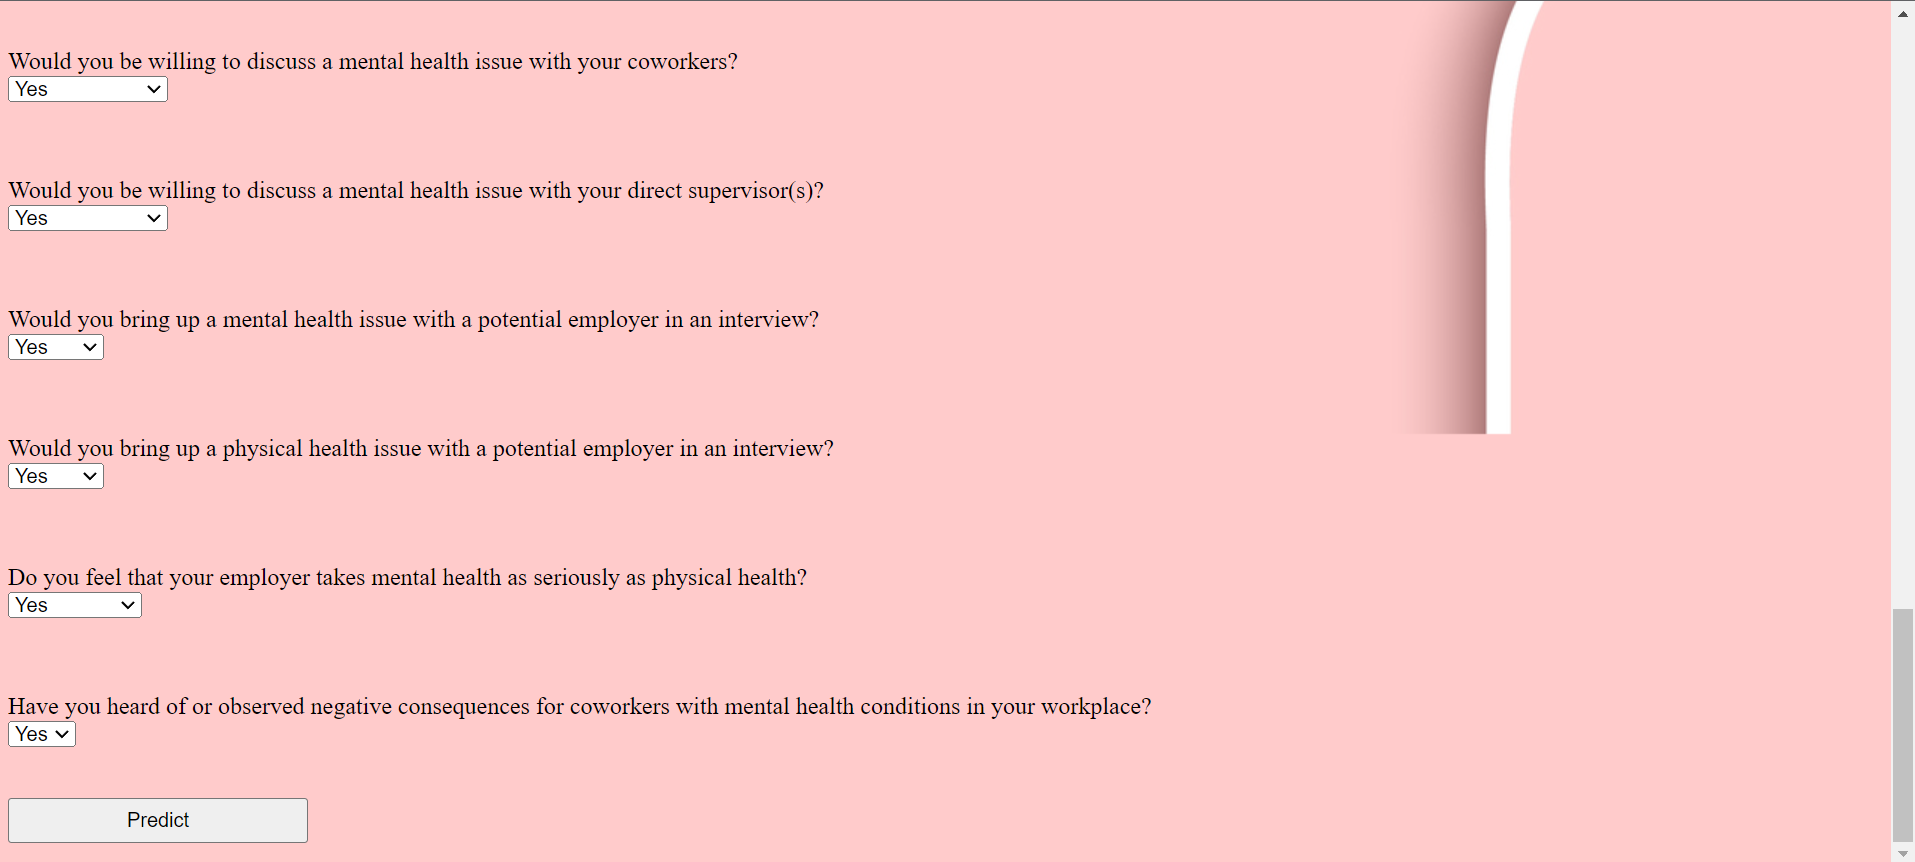 Would you be willing to discuss a mental health issue with your coworkers?
Yes
Would you be willing to discuss a mental health issue with your direct supervisor(s)?
Yes
Would you bring up a mental health issue with a potential employer in an interview?
Yes
Would you bring up a physical health issue with a potential employer in an interview?
Yes
Do you feel that your employer takes mental health as seriously as physical health?
Yes
Have you heard of or observed negative consequences for coworkers with mental health conditions in your workplace?
Yes
Predict